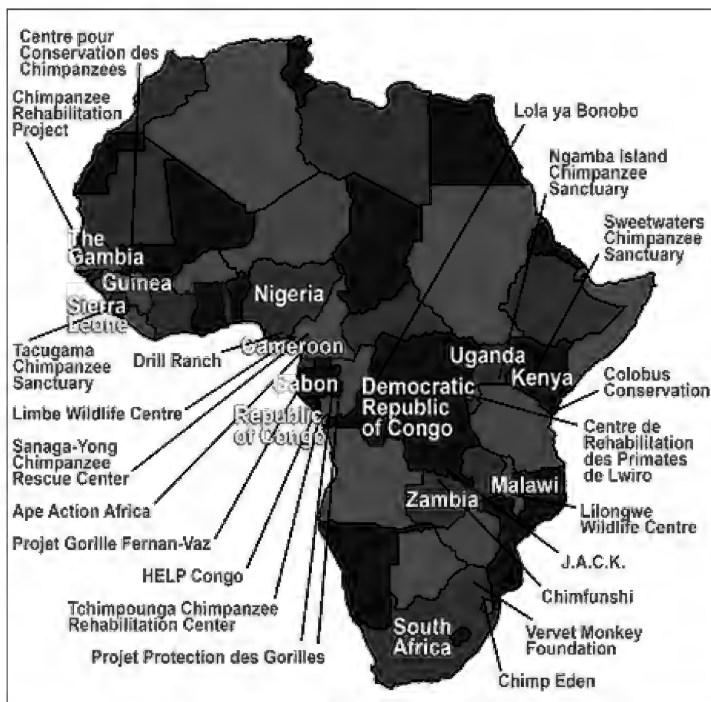 Centre pour
Conservation des
Chimpanzees
Chimpanzee
Rehabilitation
Project
Lola ya Bonobo
Ngamba Island
Chimpanzee
Sanctuary
Sweetwaters
Chimpanzee
Sanctuary
The
Gambia
Guinea
Sierra
Leone
Nigeria
Cameroon
Gabon
Republic
of Congo
Democratic
Republic
of Congo
Uganda
Kenya
Zambia
Malawi
South
Africa
Tacugama
Chimpanzee
Sanctuary
Drill Ranch
Limbe Wildlife Centre
Sanaga-Yong
Chimpanzee
Rescue Center
Ape Action Africa
Projet Gorille Fernan-Vaz
HELP Congo
Tchimpounga Chimpanzee
Rehabilitation Center
Projet Protection des Gorilles
Colobus
Conservation
Centre de
Rehabilitation
des Primates
de Lwiro
Lilongwe
Wildlife Centre
J.A.C.K.
Chimfunshi
Vervet Monkey
Foundation
Chimp Eden